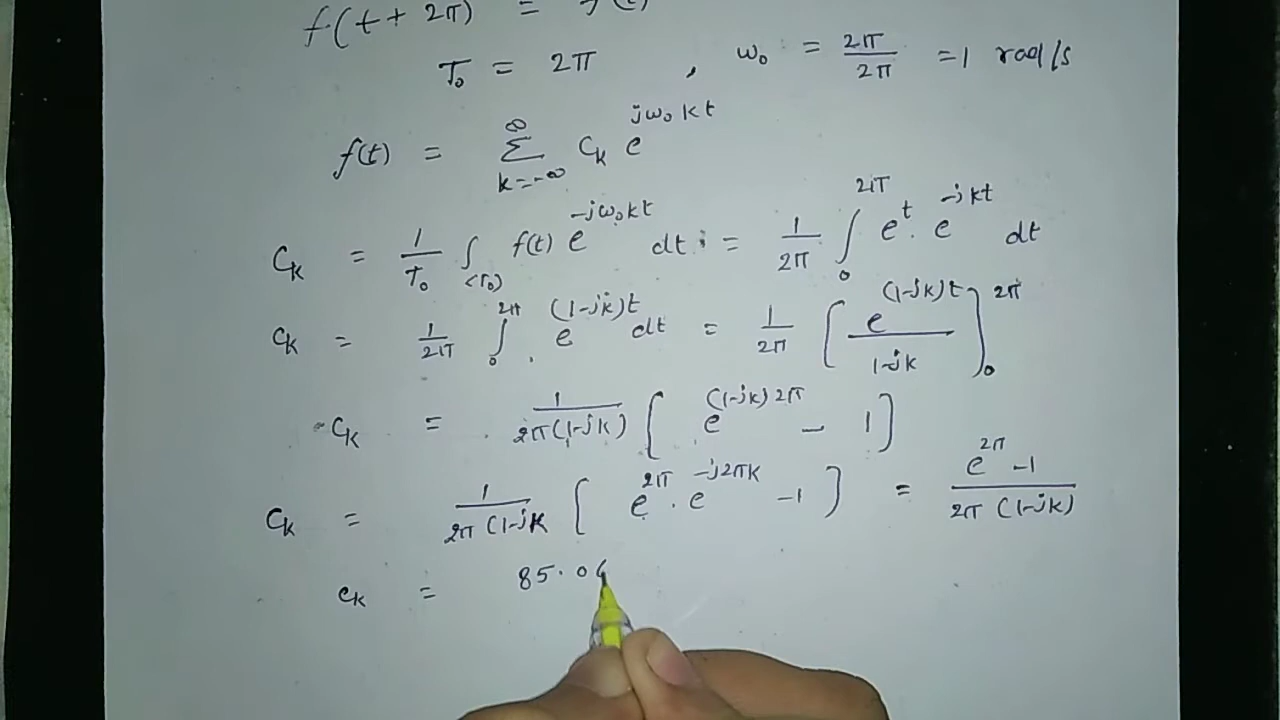 f(t + 2π) = f(t)
T₀ = 2π , ω₀ = 2π/2π = 1 rad/s
f(t) = ∑_{k=-∞}^{∞} C_k e^{jω₀kt}
C_k = 1/T₀ ∫_{<T₀>} f(t) e^{-jω₀kt} dt = 1/2π ∫_0^{2π} e^t . e^{-jkt} dt
C_k = 1/2π ∫_0^{2π} e^{(1-jk)t} dt = 1/2π [e^{(1-jk)t}/(1-jk)]_0^{2π}
C_k = 1/(2π(1-jk)) [e^{(1-jk)2π} - 1]
C_k = 1/(2π(1-jk [e^{2π} . e^{-j2πk} - 1] = (e^{2π} - 1)/(2π(1-jk))
C_k = 85.0